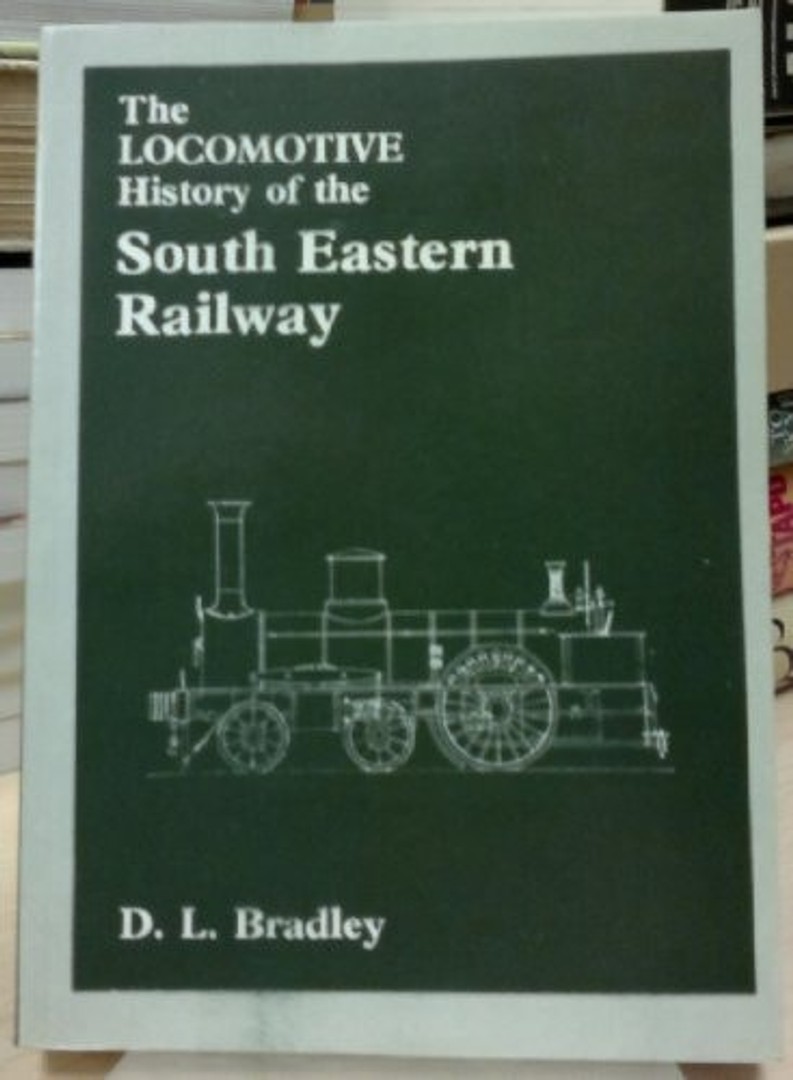 The
LOCOMOTIVE
History of the
South Eastern
Railway
D. L. Bradley